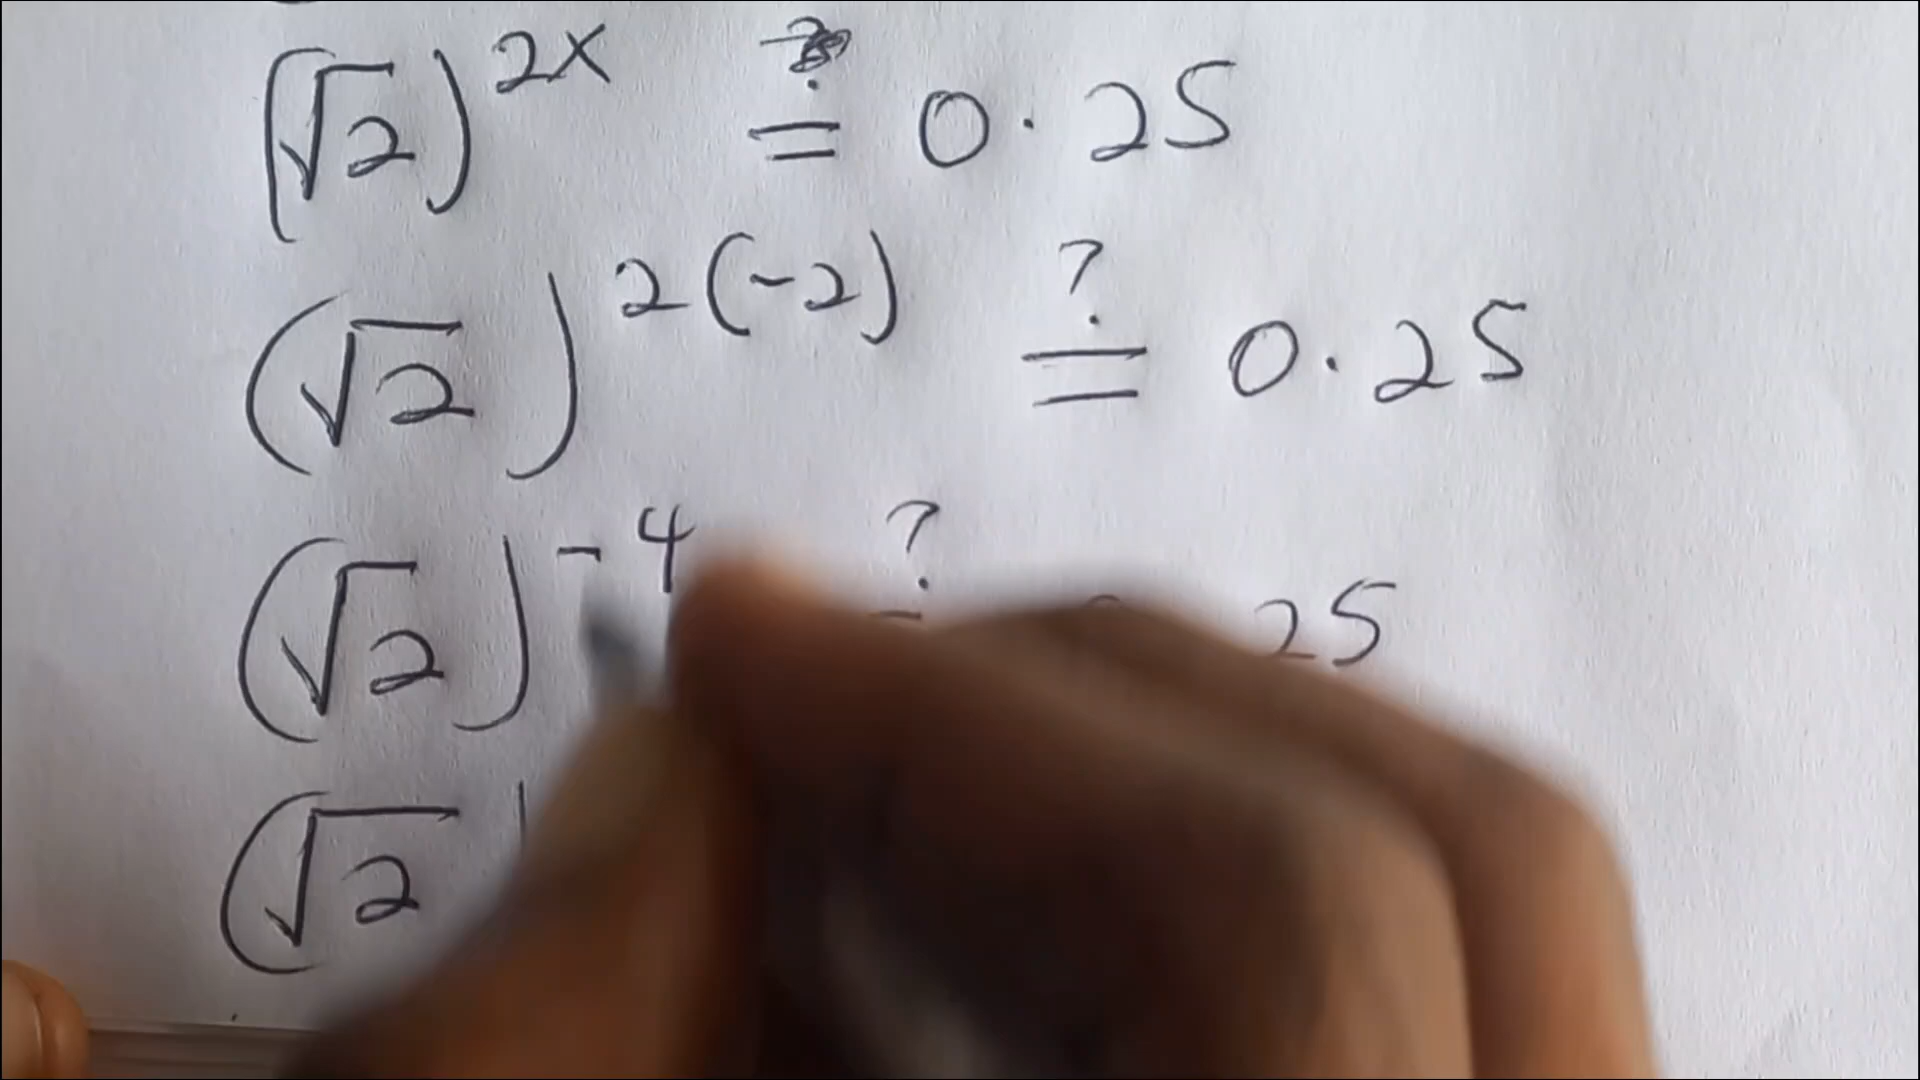 (√2)^2x ≟ 0.25
(√2)^2(-2) ≟ 0.25
(√2)^-4 ≟ 25
(√2)